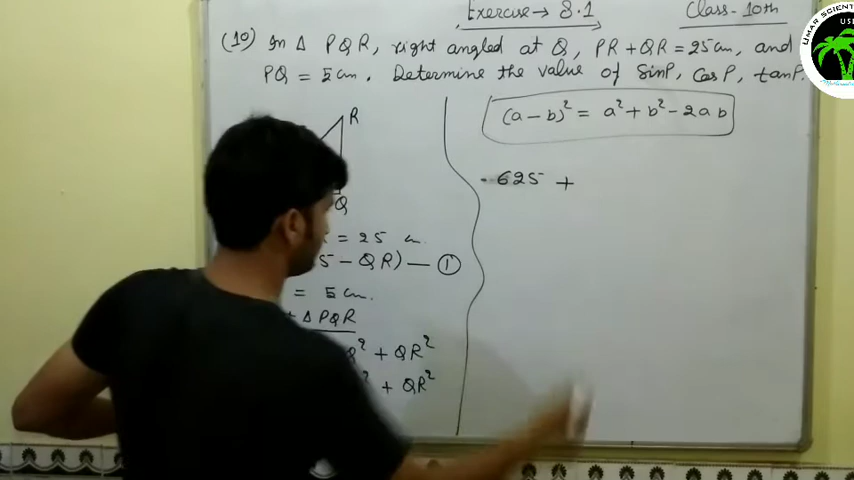 Exercise → 8.1
Class - 10th
(10) In Δ PQR, right angled at Q, PR + QR = 25 cm, and
PQ = 5 cm. Determine the value of SinP, CosP, tanP.
R
Q
= 25 cm.
5 - QR) — ①
= 5 cm.
Δ PQR
² + QR²
² + QR²
(a - b)² = a² + b² - 2ab
625 +
UMAR SCIENT